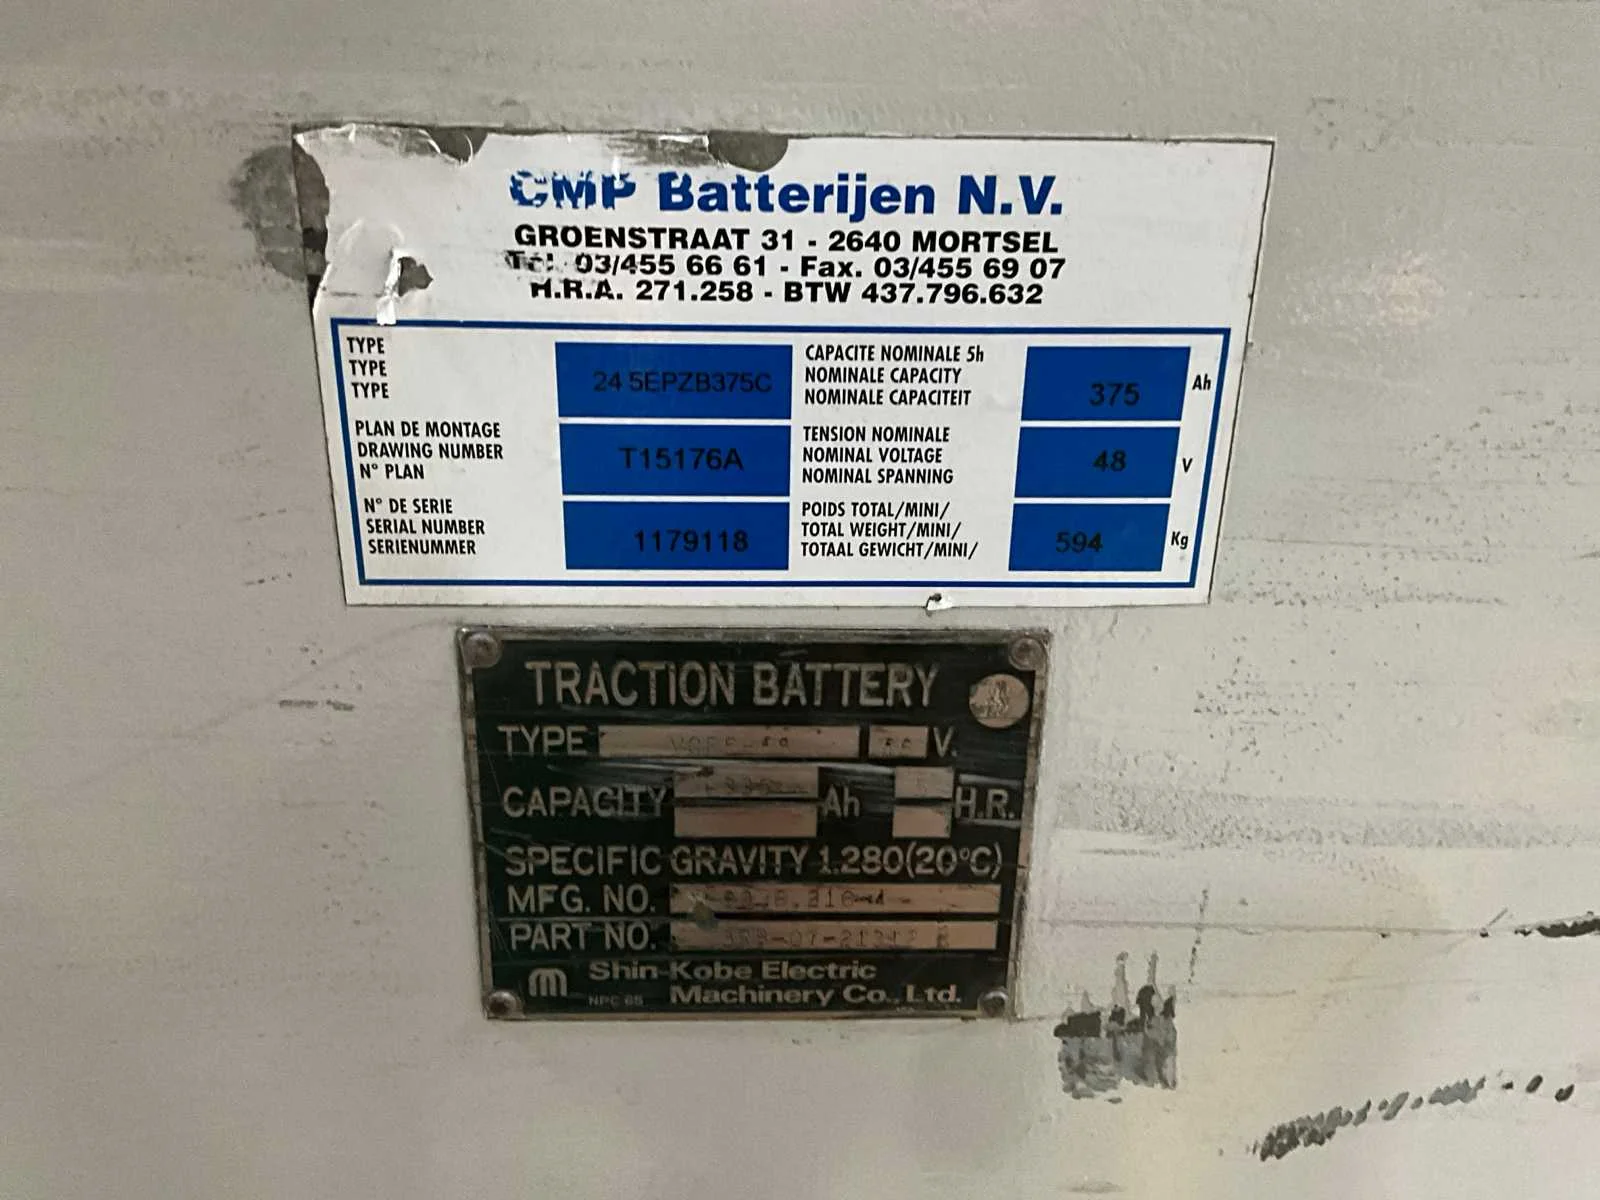 CMP Batterijen N.V.
GROENSTRAAT 31 - 2640 MORTSEL
Tel. 03/455 66 61 - Fax. 03/455 69 07
H.R.A. 271.258 - BTW 437.796.632
TYPE
TYPE
TYPE
24 5EPZB375C
CAPACITE NOMINALE 5h
NOMINALE CAPACITY
NOMINALE CAPACITEIT
375 Ah
PLAN DE MONTAGE
DRAWING NUMBER
N° PLAN
T15176A
TENSION NOMINALE
NOMINAL VOLTAGE
NOMINAL SPANNING
48 V
N° DE SERIE
SERIAL NUMBER
SERIENUMMER
1179118
POIDS TOTAL/MINI/
TOTAL WEIGHT/MINI/
TOTAAL GEWICHT/MINI/
594 Kg
TRACTION BATTERY
TYPE V.
CAPACITY Ah H.R.
SPECIFIC GRAVITY 1.280(20°C)
MFG. NO.
PART NO.
Shin-Kobe Electric
NPC 65 Machinery Co., Ltd.